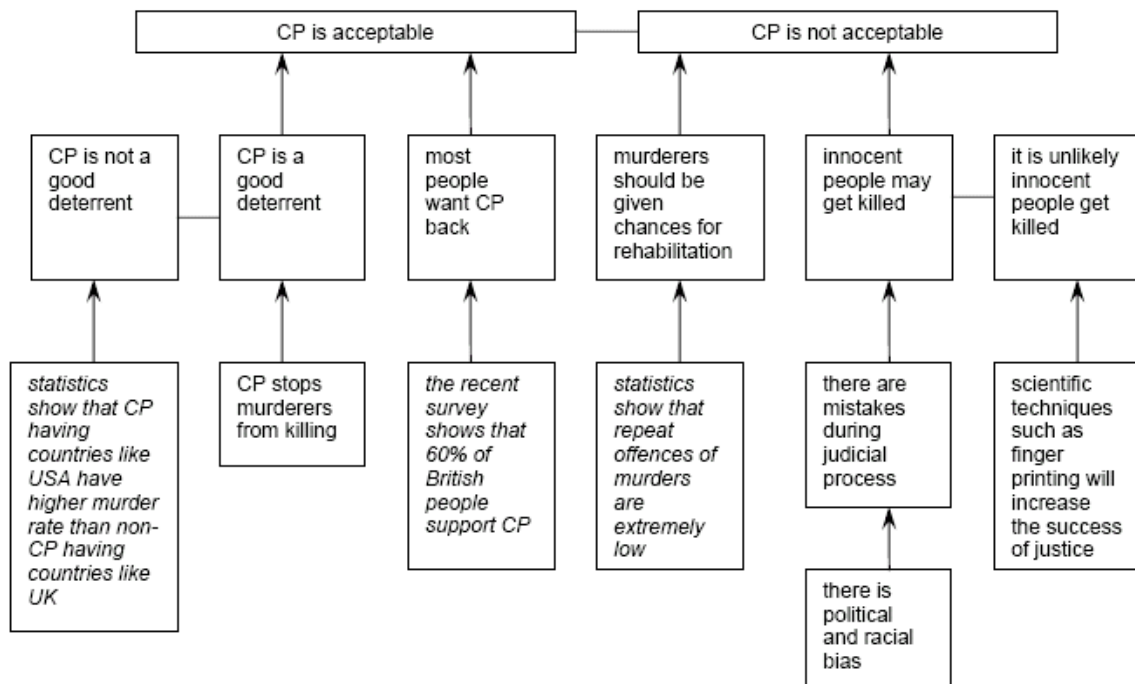 CP is acceptable
CP is not acceptable
CP is not a
good
deterrent
CP is a
good
deterrent
most
people
want CP
back
murderers
should be
given
chances for
rehabilitation
innocent
people may
get killed
it is unlikely
innocent
people get
killed
statistics
show that CP
having
countries like
USA have
higher murder
rate than non-
CP having
countries like
UK
CP stops
murderers
from killing
the recent
survey
shows that
60% of
British
people
support CP
statistics
show that
repeat
offences of
murders
are
extremely
low
there are
mistakes
during
judicial
process
scientific
techniques
such as
finger
printing will
increase
the success
of justice
there is
political
and racial
bias